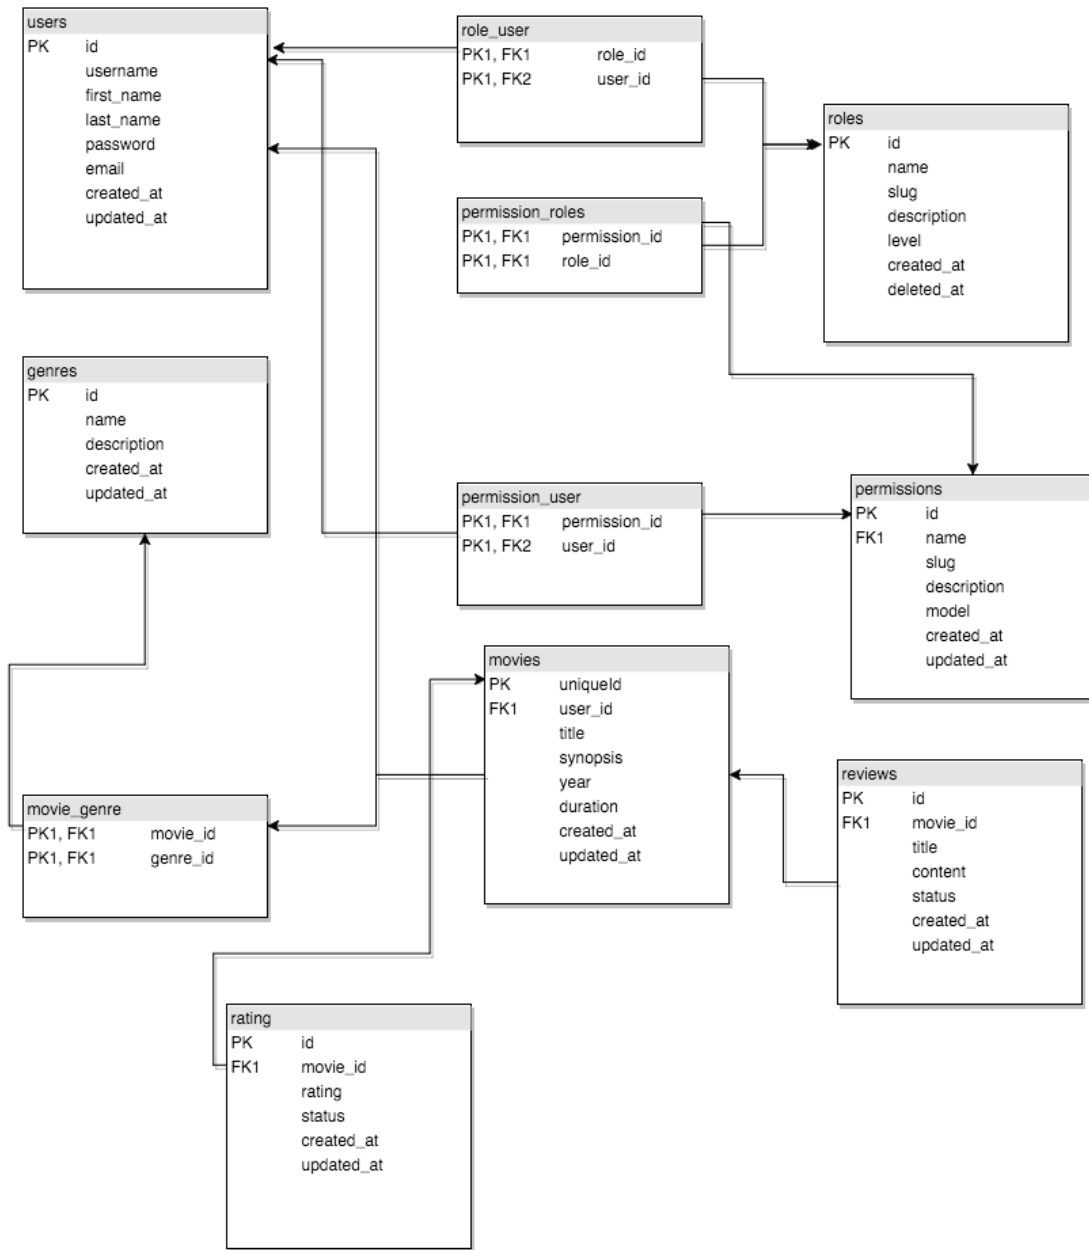 users
PK id
username
first_name
last_name
password
email
created_at
updated_at
role_user
PK1, FK1 role_id
PK1, FK2 user_id
roles
PK id
name
slug
description
level
created_at
deleted_at
permission_roles
PK1, FK1 permission_id
PK1, FK1 role_id
genres
PK id
name
description
created_at
updated_at
permission_user
PK1, FK1 permission_id
PK1, FK2 user_id
permissions
PK id
FK1 name
slug
description
model
created_at
updated_at
movies
PK uniqueId
FK1 user_id
title
synopsis
year
duration
created_at
updated_at
reviews
PK id
FK1 movie_id
title
content
status
created_at
updated_at
movie_genre
PK1, FK1 movie_id
PK1, FK1 genre_id
rating
PK id
FK1 movie_id
rating
status
created_at
updated_at